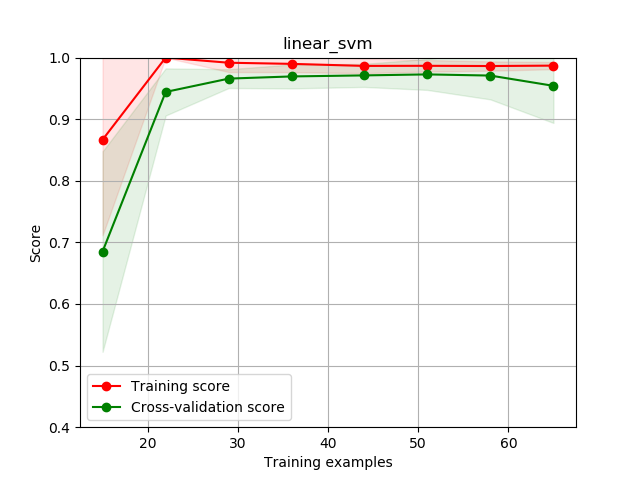 linear_svm
1.0
0.9
0.8
0.7
0.6
0.5
0.4
Score
Training score
Cross-validation score
20 30 40 50 60
Training examples